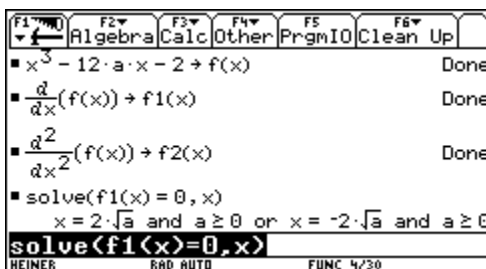 F1 F2 F3 F4 F5 F6
Algebra Calc Other PrgmIO Clean Up
x³ - 12·a·x - 2 → f(x) Done
d/dx(f(x)) → f1(x) Done
d²/dx²(f(x)) → f2(x) Done
solve(f1(x) = 0, x)
x = 2·√a and a ≥ 0 or x = -2·√a and a ≥ 0
solve(f1(x)=0,x)
HEINER RAD AUTO FUNC 4/30